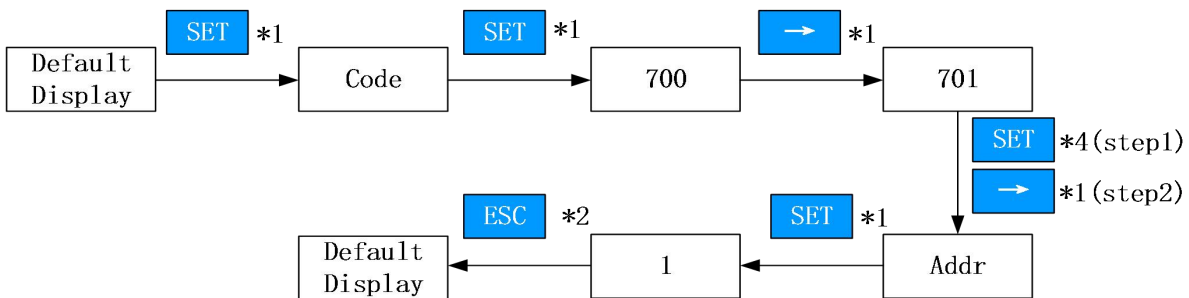 SET *1
SET *1
→ *1
Default
Display
Code
700
701
SET *4(step1)
→ *1(step2)
ESC *2
SET *1
Default
Display
1
Addr